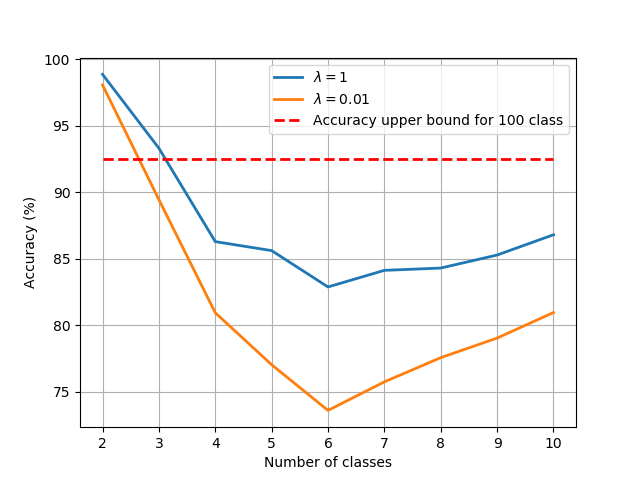 100
95
90
85
80
75
Accuracy (%)
λ = 1
λ = 0.01
Accuracy upper bound for 100 class
2 3 4 5 6 7 8 9 10
Number of classes